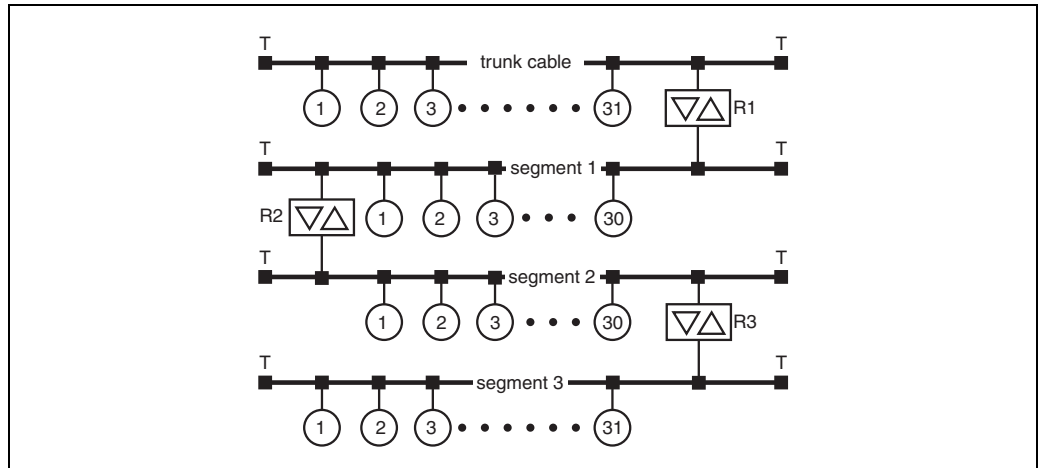 T T
trunk cable
1 2 3 31 R1
T T
segment 1
R2 1 2 3 30
T T
segment 2
1 2 3 30 R3
T T
segment 3
1 2 3 31